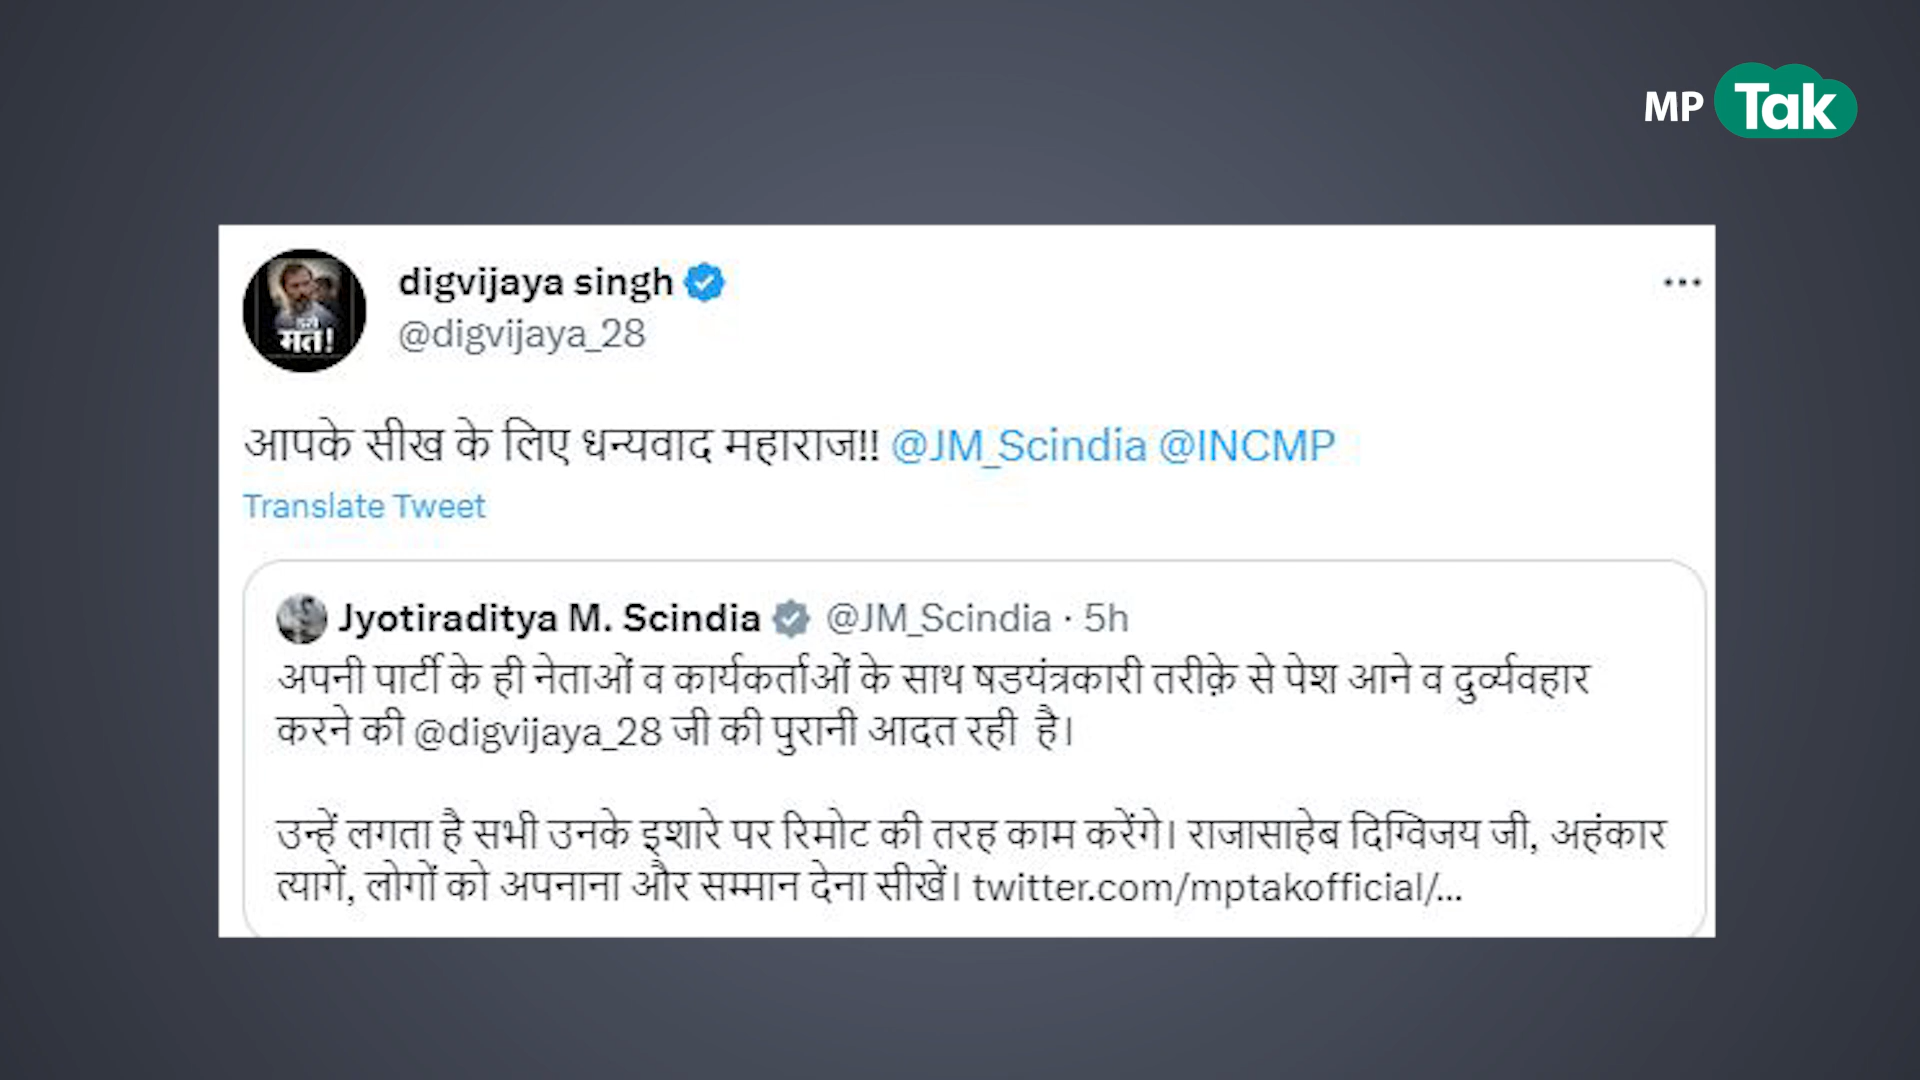 MP Tak
digvijaya singh
@digvijaya_28
मत!
आपके सीख के लिए धन्यवाद महाराज!! @JM_Scindia @INCMP
Translate Tweet
Jyotiraditya M. Scindia @JM_Scindia · 5h
अपनी पार्टी के ही नेताओं व कार्यकर्ताओं के साथ षडयंत्रकारी तरीक़े से पेश आने व दुर्व्यवहार
करने की @digvijaya_28 जी की पुरानी आदत रही है।
उन्हें लगता है सभी उनके इशारे पर रिमोट की तरह काम करेंगे। राजासाहेब दिग्विजय जी, अहंकार
त्यागें, लोगों को अपनाना और सम्मान देना सीखें। twitter.com/mptakofficial/...